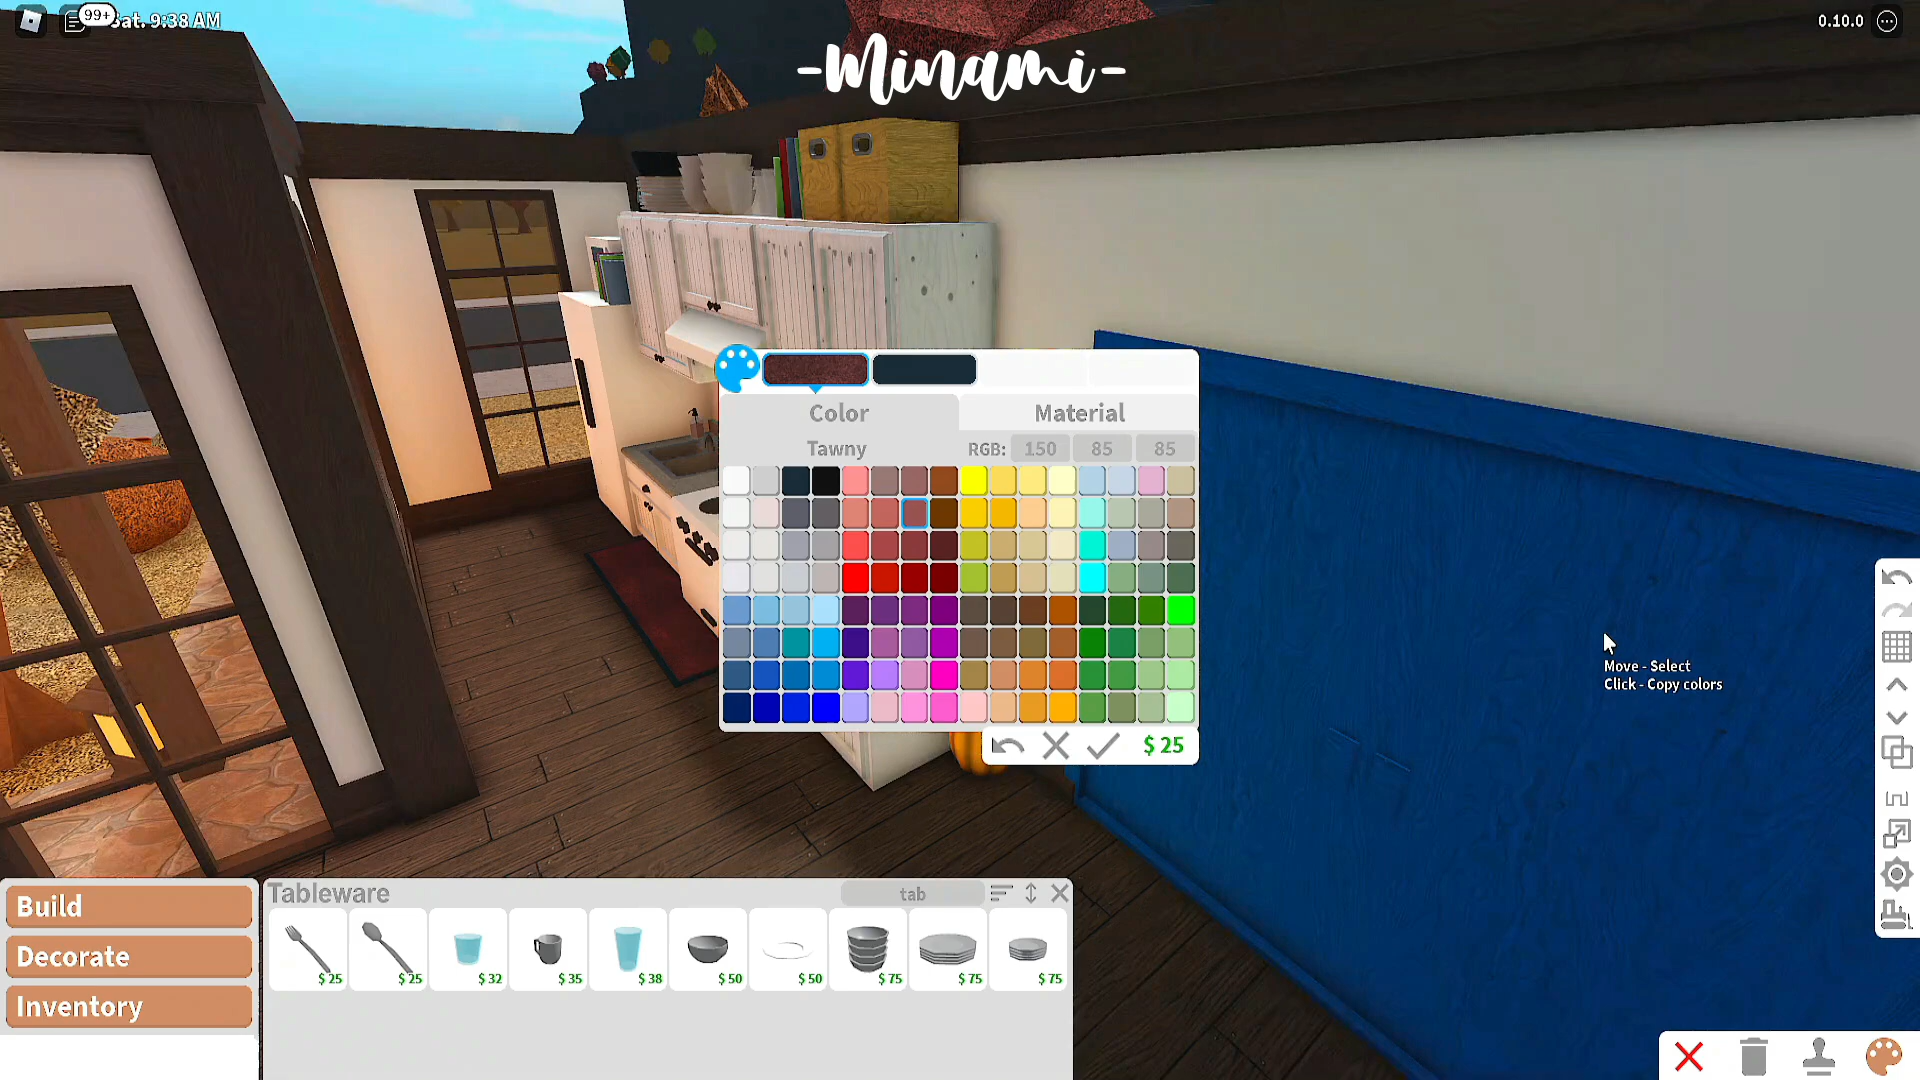 99+
Sat. 9:38 AM
0.10.0
-Minami-
Color
Material
Tawny
RGB: 150 85 85
Move - Select
Click - Copy colors
$ 25
Build
Decorate
Inventory
Tableware
tab
$ 25
$ 25
$ 32
$ 35
$ 38
$ 50
$ 50
$ 75
$ 75
$ 75